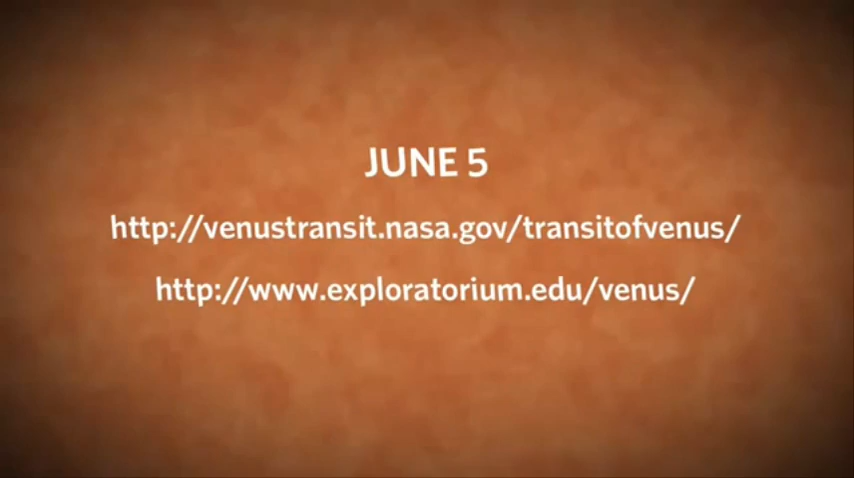 JUNE 5
http://venustransit.nasa.gov/transitofvenus/
http://www.exploratorium.edu/venus/